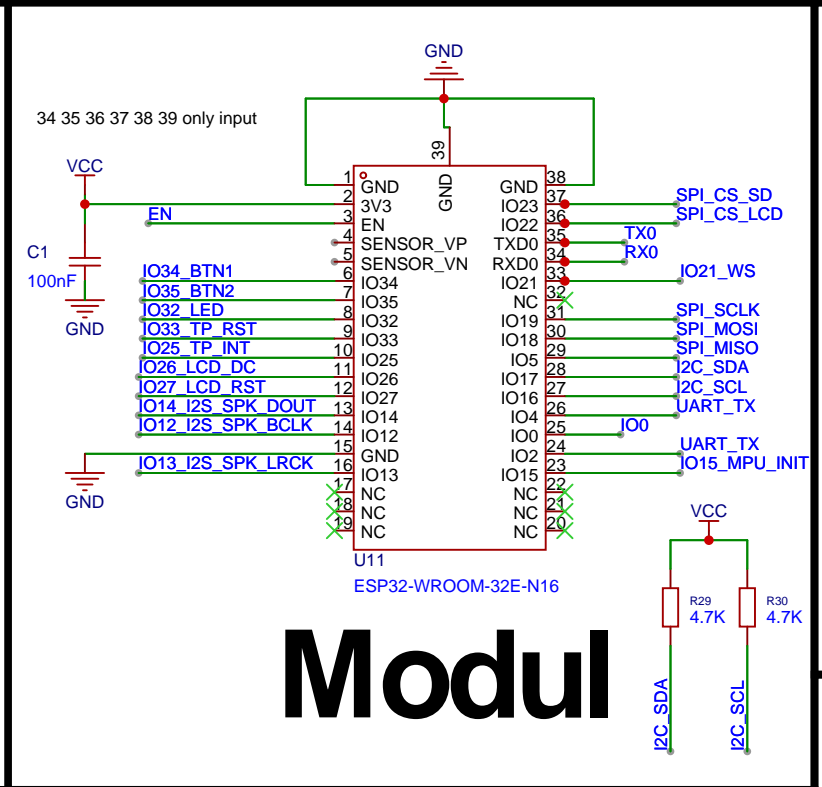 GND
34 35 36 37 38 39 only input
VCC
C1
100nF
GND
EN
IO34_BTN1
IO35_BTN2
IO32_LED
IO33_TP_RST
IO25_TP_INT
IO26_LCD_DC
IO27_LCD_RST
IO14_I2S_SPK_DOUT
IO12_I2S_SPK_BCLK
IO13_I2S_SPK_LRCK
GND
39
GND
1 GND
2 3V3
3 EN
4 SENSOR_VP
5 SENSOR_VN
6 IO34
7 IO35
8 IO32
9 IO33
10 IO25
11 IO26
12 IO27
13 IO14
14 IO12
15 GND
16 IO13
17 NC
18 NC
19 NC
GND 38
IO23 37 SPI_CS_SD
IO22 36 SPI_CS_LCD
TXD0 35 TX0
RXD0 34 RX0
IO21 33 IO21_WS
NC 32
IO19 31 SPI_SCLK
IO18 30 SPI_MOSI
IO5 29 SPI_MISO
IO17 28 I2C_SDA
IO16 27 I2C_SCL
IO4 26 UART_TX
IO0 25 IO0
IO2 24 UART_TX
IO15 23 IO15_MPU_INIT
NC 22
NC 21
NC 20
U11
ESP32-WROOM-32E-N16
VCC
R29
4.7K
R30
4.7K
I2C_SDA
I2C_SCL
Modul